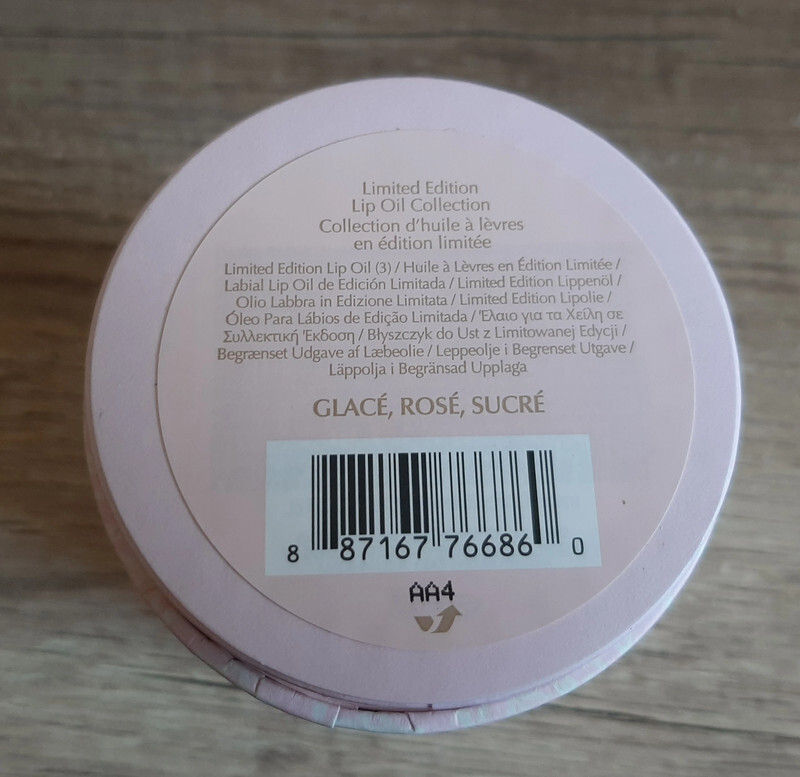 Limited Edition
Lip Oil Collection
Collection d'huile à lèvres
en édition limitée
Limited Edition Lip Oil (3) / Huile à Lèvres en Édition Limitée /
Labial Lip Oil de Edición Limitada / Limited Edition Lippenöl /
Olio Labbra in Edizione Limitata / Limited Edition Lipolie /
Óleo Para Lábios de Edição Limitada / Έλαιο για τα Χείλη σε
Συλλεκτική Έκδοση / Błyszczyk do Ust z Limitowanej Edycji /
Begrænset Udgave af Læbeolie / Leppeolje i Begrenset Utgave /
Läppolja i Begränsad Upplaga
GLACÉ, ROSÉ, SUCRÉ
8 87167 76686 0
AA4